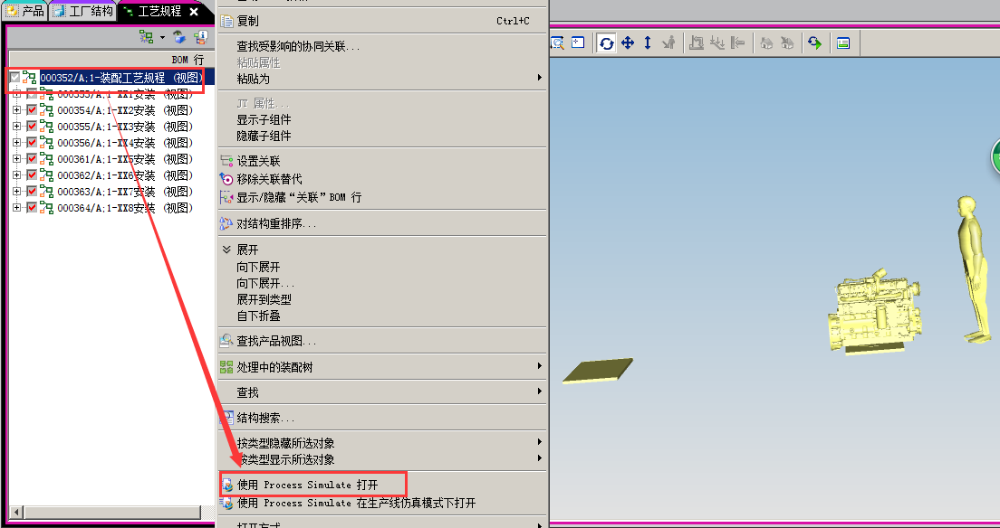 产品 工厂结构 工艺规程
BOM 行
000352/A;1-装配工艺规程 (视图)
000353/A;1-XX1安装 (视图)
000354/A;1-XX2安装 (视图)
000355/A;1-XX3安装 (视图)
000356/A;1-XX4安装 (视图)
000361/A;1-XX5安装 (视图)
000362/A;1-XX6安装 (视图)
000363/A;1-XX7安装 (视图)
000364/A;1-XX8安装 (视图)
复制 Ctrl+C
查找受影响的协同关联...
粘贴属性
粘贴为
JT 属性...
显示子组件
隐藏子组件
设置关联
移除关联替代
显示/隐藏“关联”BOM 行
对结构重排序...
展开
向下展开
向下展开...
展开到类型
自下折叠
查找产品视图...
处理中的装配树
查找
结构搜索...
按类型隐藏所选对象
按类型显示所选对象
使用 Process Simulate 打开
使用 Process Simulate 在生产线仿真模式下打开
打开方式